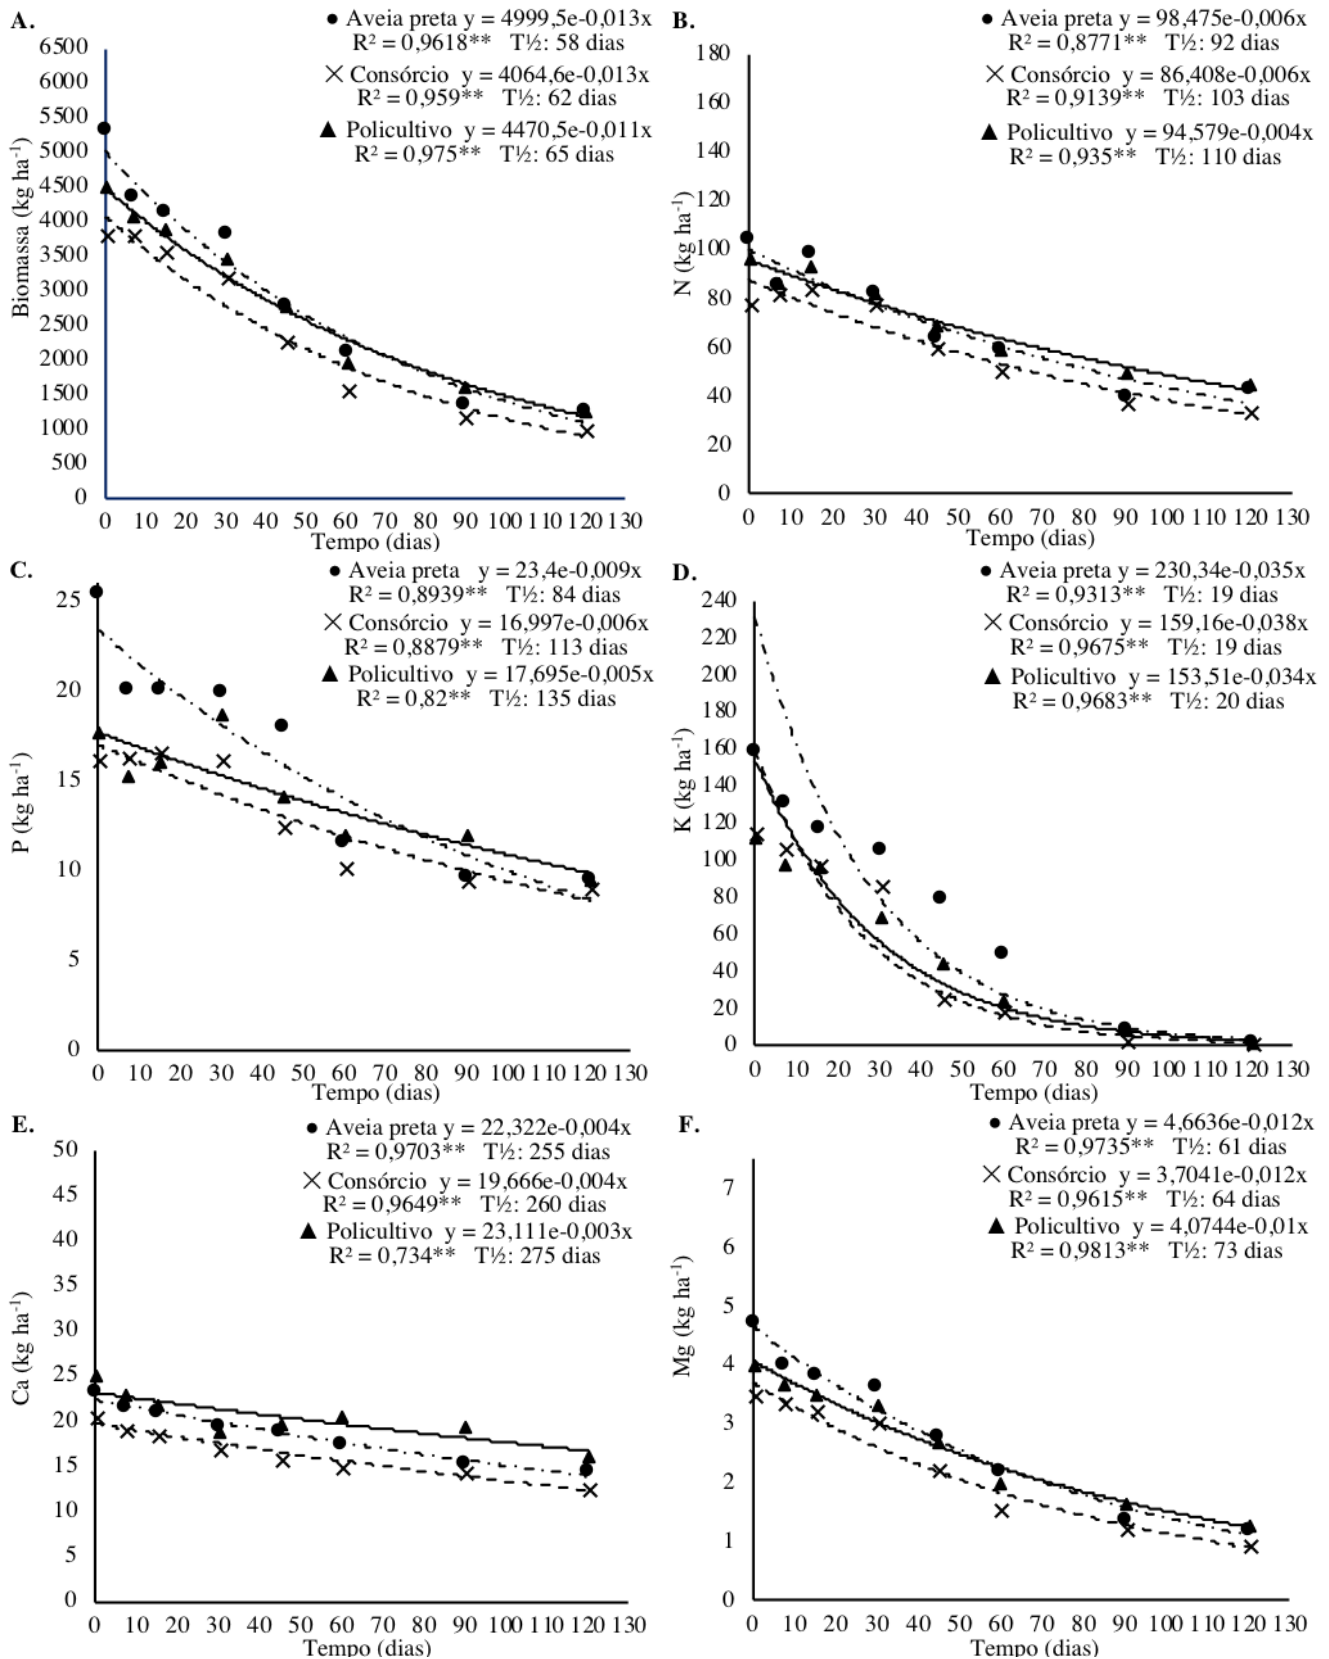 A.
● Aveia preta y = 4999,5e-0,013x
R² = 0,9618** T½: 58 dias
× Consórcio y = 4064,6e-0,013x
R² = 0,959** T½: 62 dias
▲ Policultivo y = 4470,5e-0,011x
R² = 0,975** T½: 65 dias
Biomassa (kg ha⁻¹)
6500
6000
5500
5000
4500
4000
3500
3000
2500
2000
1500
1000
500
0
0 10 20 30 40 50 60 70 80 90 100 110 120 130
Tempo (dias)
B.
● Aveia preta y = 98,475e-0,006x
R² = 0,8771** T½: 92 dias
× Consórcio y = 86,408e-0,006x
R² = 0,9139** T½: 103 dias
▲ Policultivo y = 94,579e-0,004x
R² = 0,935** T½: 110 dias
N (kg ha⁻¹)
180
160
140
120
100
80
60
40
20
0
0 10 20 30 40 50 60 70 80 90 100 110 120 130
Tempo (dias)
C.
● Aveia preta y = 23,4e-0,009x
R² = 0,8939** T½: 84 dias
× Consórcio y = 16,997e-0,006x
R² = 0,8879** T½: 113 dias
▲ Policultivo y = 17,695e-0,005x
R² = 0,82** T½: 135 dias
P (kg ha⁻¹)
25
20
15
10
5
0
0 10 20 30 40 50 60 70 80 90 100 110 120 130
Tempo (dias)
D.
● Aveia preta y = 230,34e-0,035x
R² = 0,9313** T½: 19 dias
× Consórcio y = 159,16e-0,038x
R² = 0,9675** T½: 19 dias
▲ Policultivo y = 153,51e-0,034x
R² = 0,9683** T½: 20 dias
K (kg ha⁻¹)
240
220
200
180
160
140
120
100
80
60
40
20
0
0 10 20 30 40 50 60 70 80 90 100 110 120 130
Tempo (dias)
E.
● Aveia preta y = 22,322e-0,004x
R² = 0,9703** T½: 255 dias
× Consórcio y = 19,666e-0,004x
R² = 0,9649** T½: 260 dias
▲ Policultivo y = 23,111e-0,003x
R² = 0,734** T½: 275 dias
Ca (kg ha⁻¹)
50
45
40
35
30
25
20
15
10
5
0
0 10 20 30 40 50 60 70 80 90 100 110 120 130
Tempo (dias)
F.
● Aveia preta y = 4,6636e-0,012x
R² = 0,9735** T½: 61 dias
× Consórcio y = 3,7041e-0,012x
R² = 0,9615** T½: 64 dias
▲ Policultivo y = 4,0744e-0,01x
R² = 0,9813** T½: 73 dias
Mg (kg ha⁻¹)
7
6
5
4
3
2
1
0
0 10 20 30 40 50 60 70 80 90 100 110 120 130
Tempo (dias)